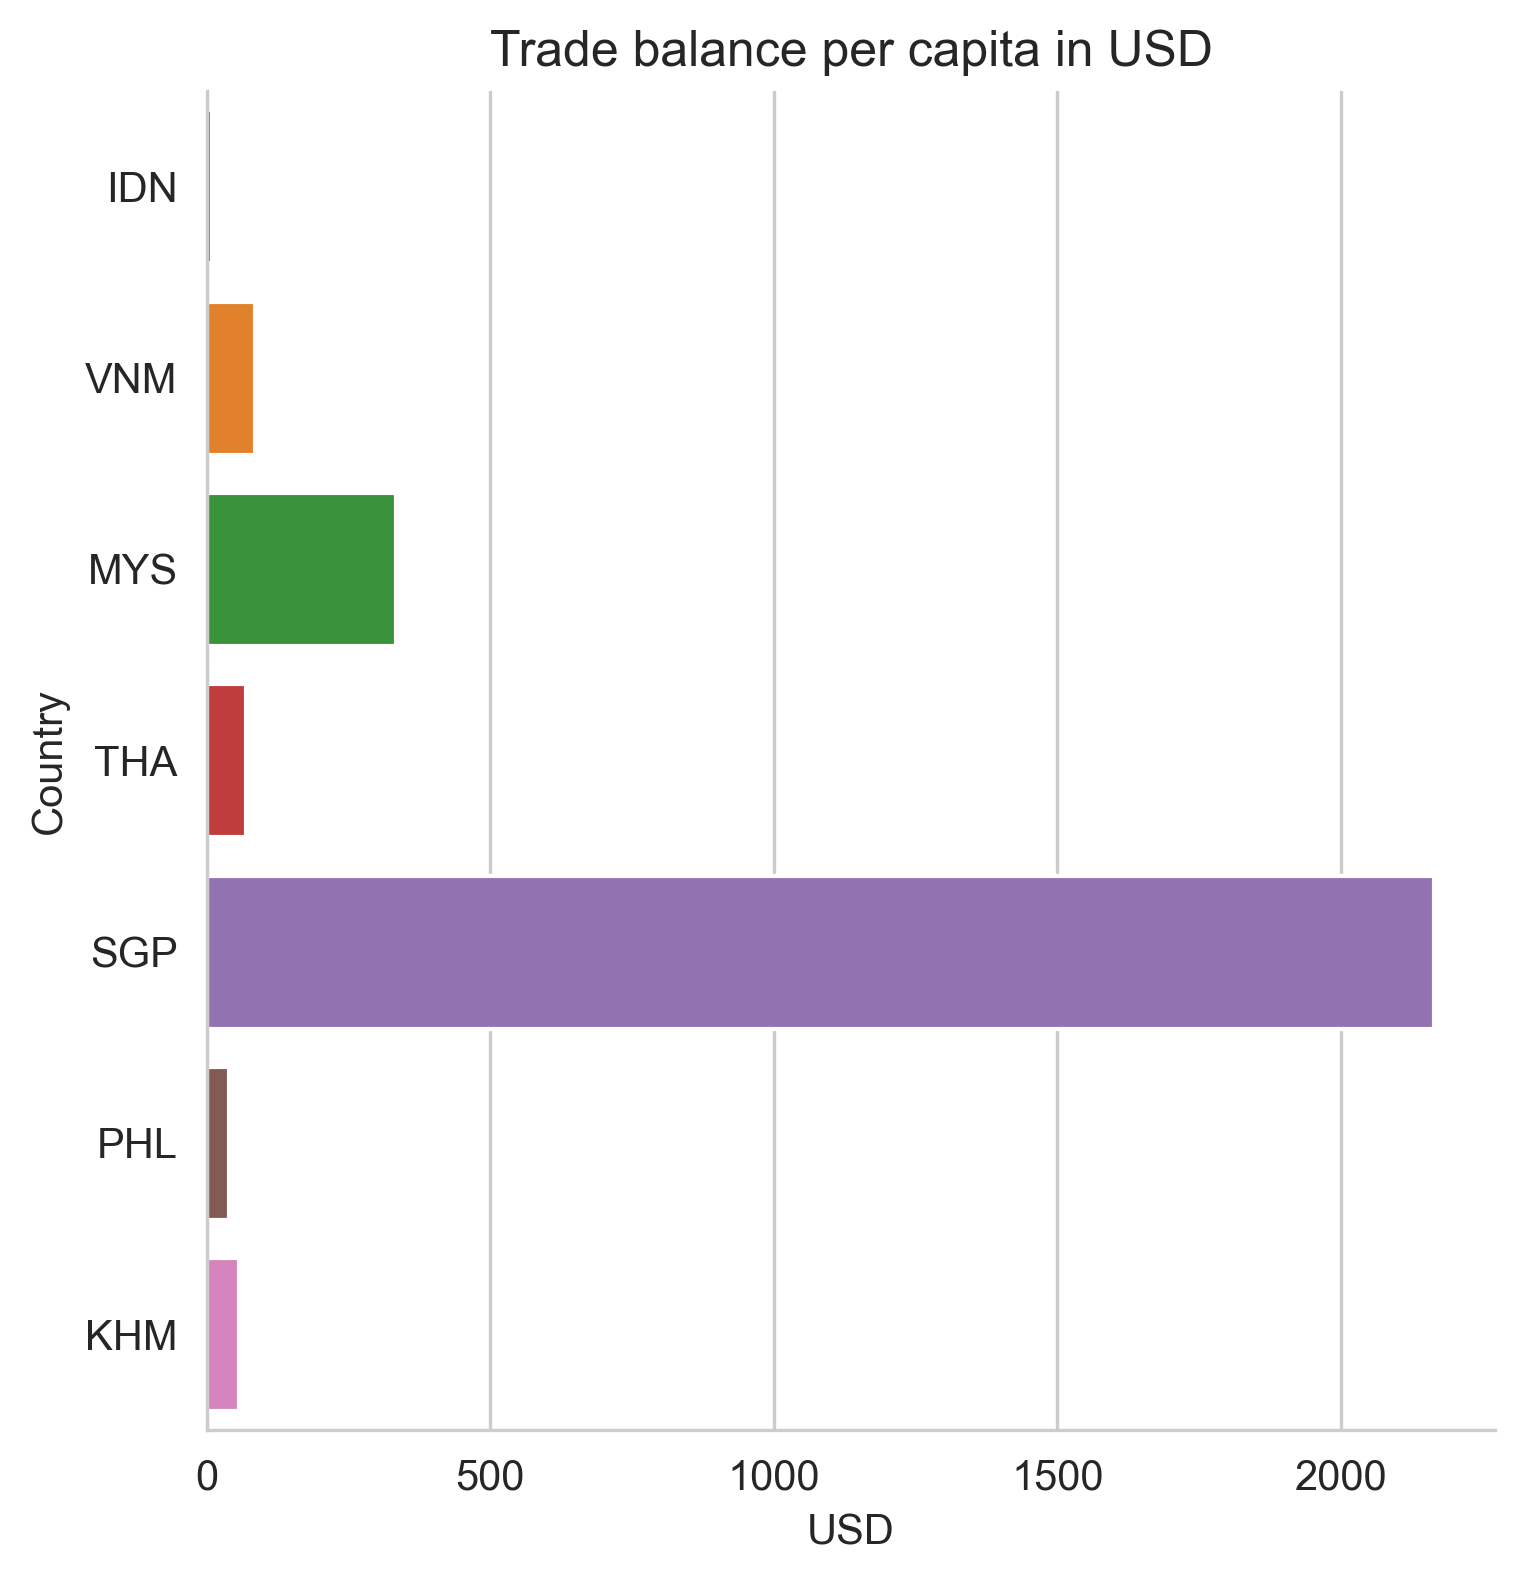 Trade balance per capita in USD
IDN
VNM
MYS
THA
SGP
PHL
KHM
Country
0 500 1000 1500 2000
USD